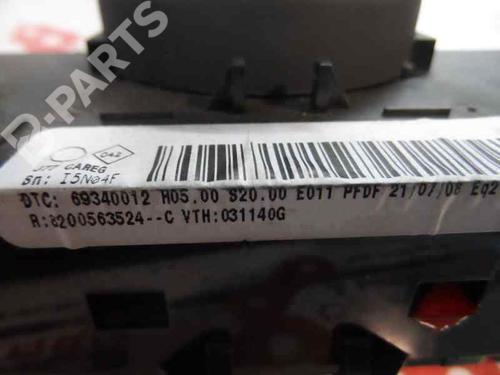 B-PARTS
CAREG
sn: I5N04F
DTC: 69340012 H05.00 S20.00 E011 PFDF 21/07/08 Eq2
R:8200563524--C VTH:031140G